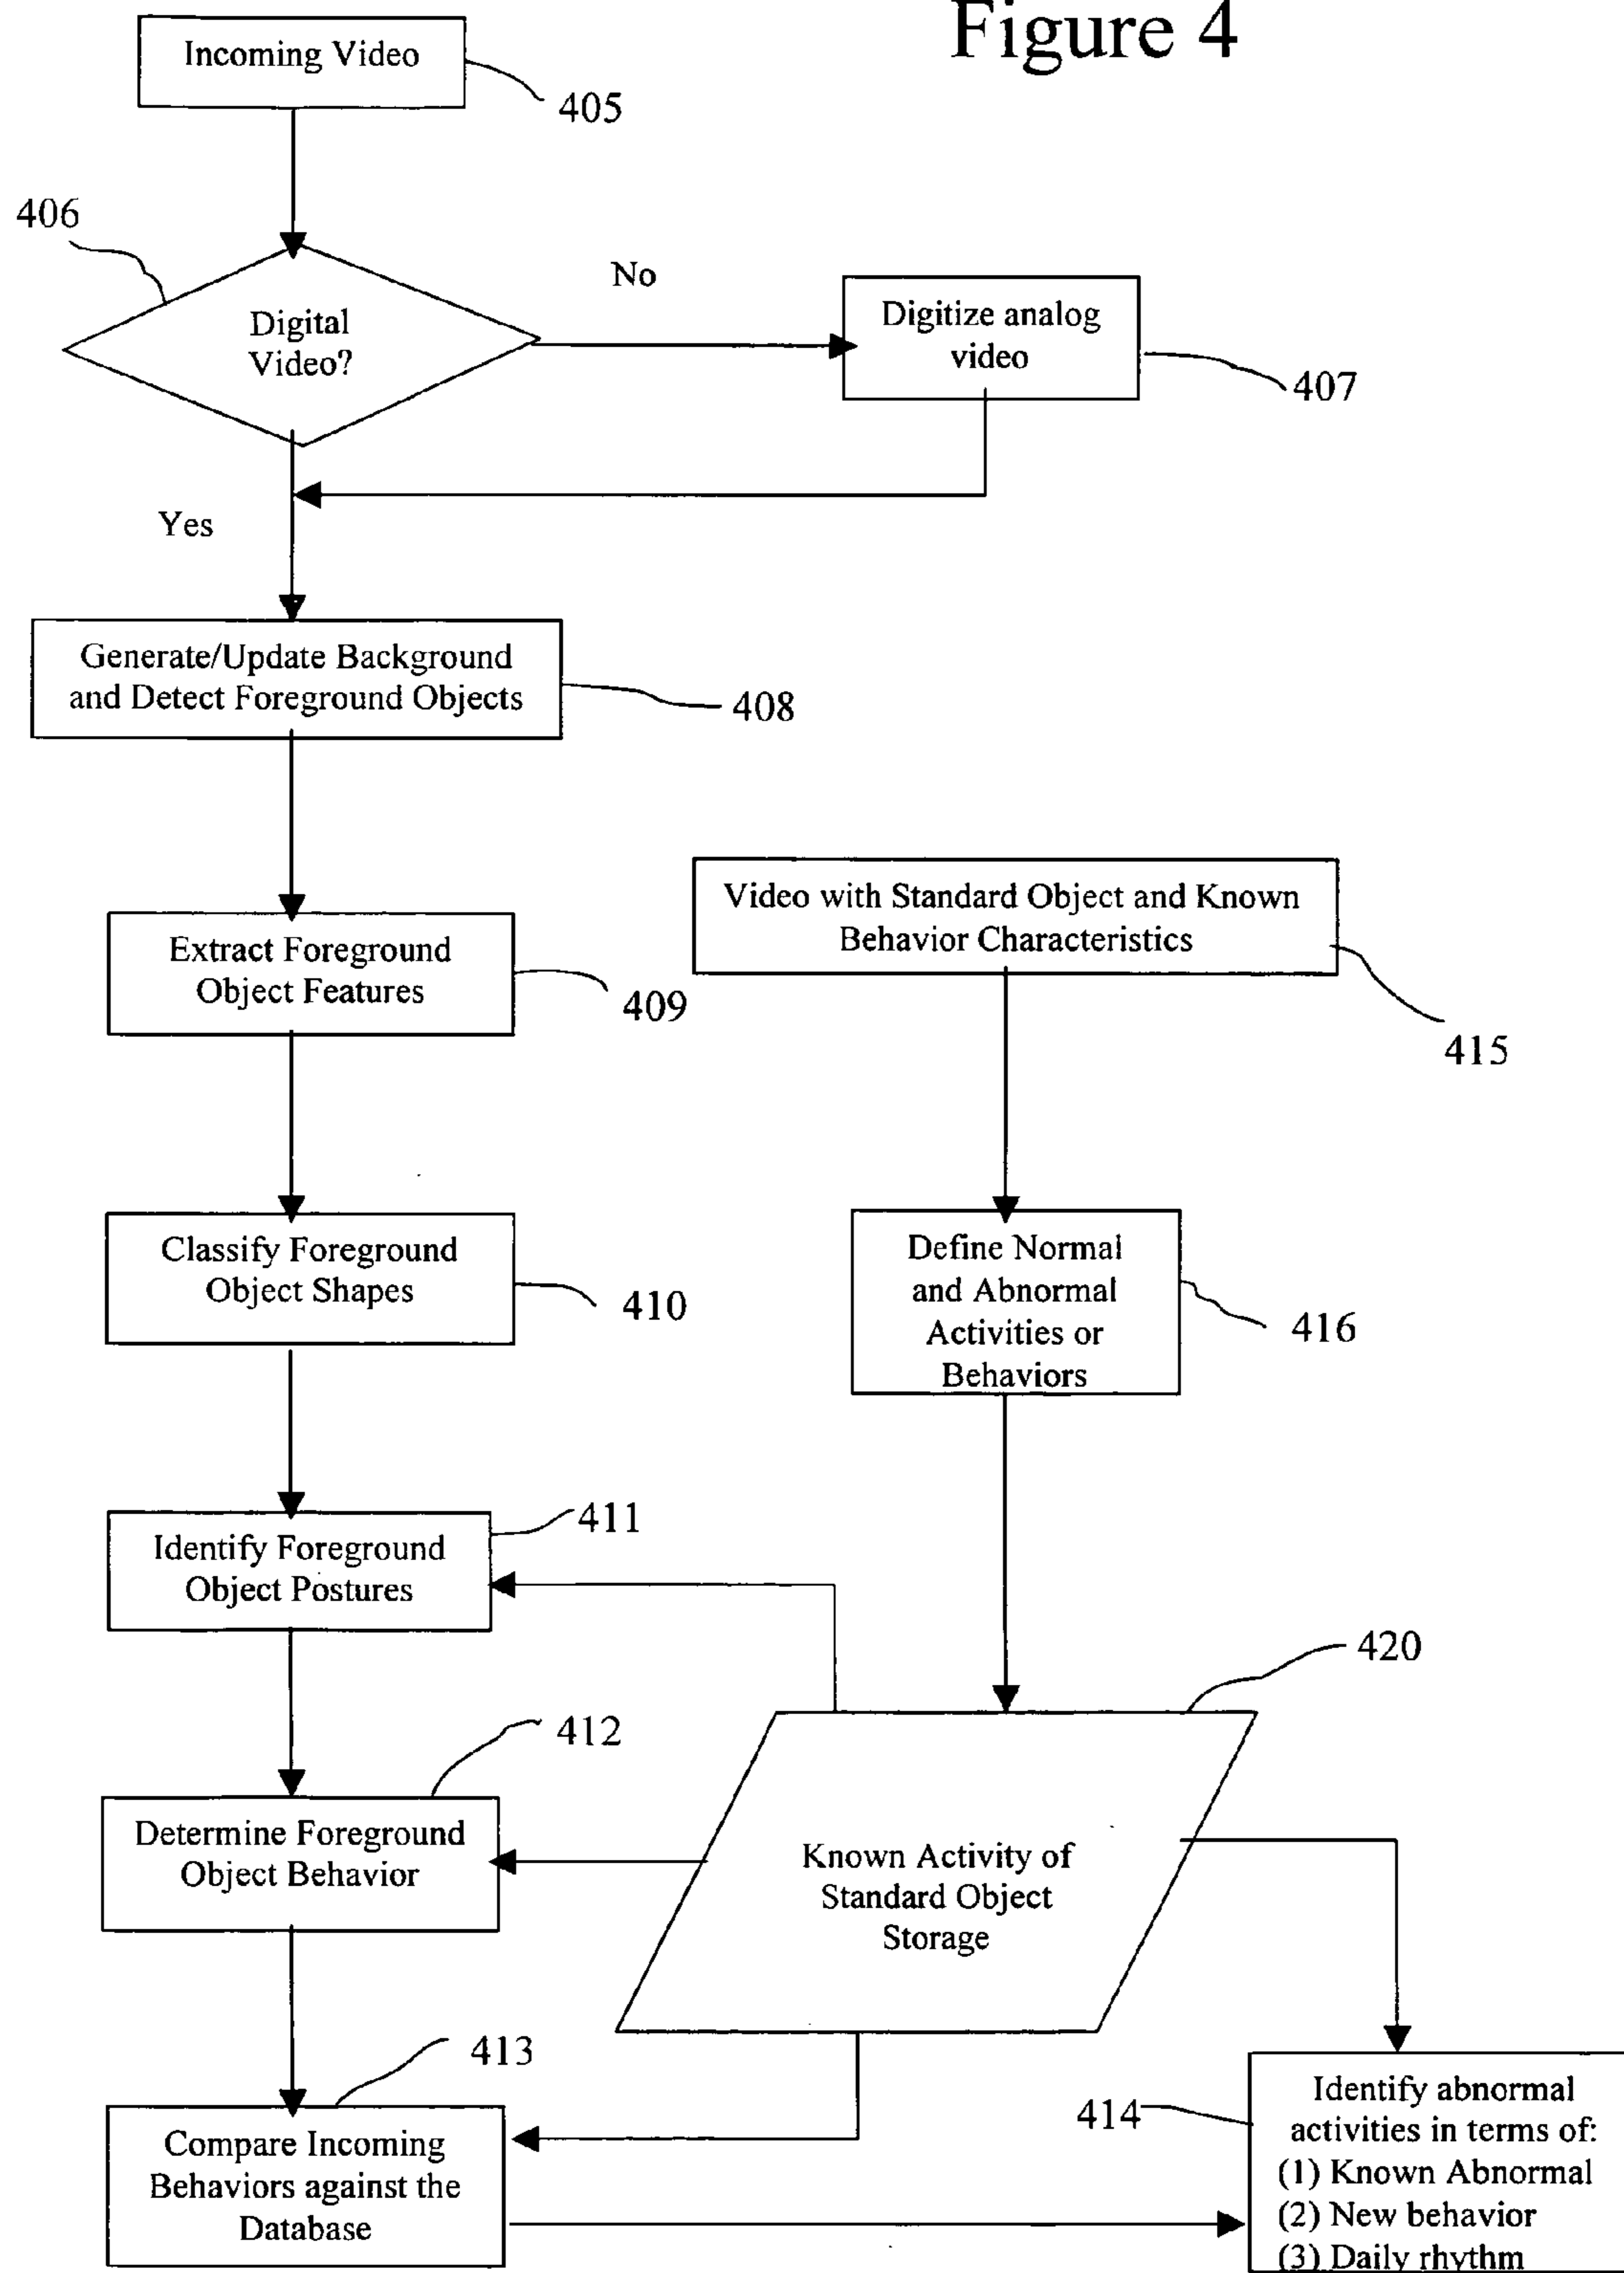 Figure 4
Incoming Video
405
406
Digital
Video?
No
Digitize analog
video
407
Yes
Generate/Update Background
and Detect Foreground Objects
408
Video with Standard Object and Known
Behavior Characteristics
415
Extract Foreground
Object Features
409
Classify Foreground
Object Shapes
410
Define Normal
and Abnormal
Activities or
Behaviors
416
Identify Foreground
Object Postures
411
420
412
Determine Foreground
Object Behavior
Known Activity of
Standard Object
Storage
413
Compare Incoming
Behaviors against the
Database
414
Identify abnormal
activities in terms of:
(1) Known Abnormal
(2) New behavior
(3) Daily rhythm